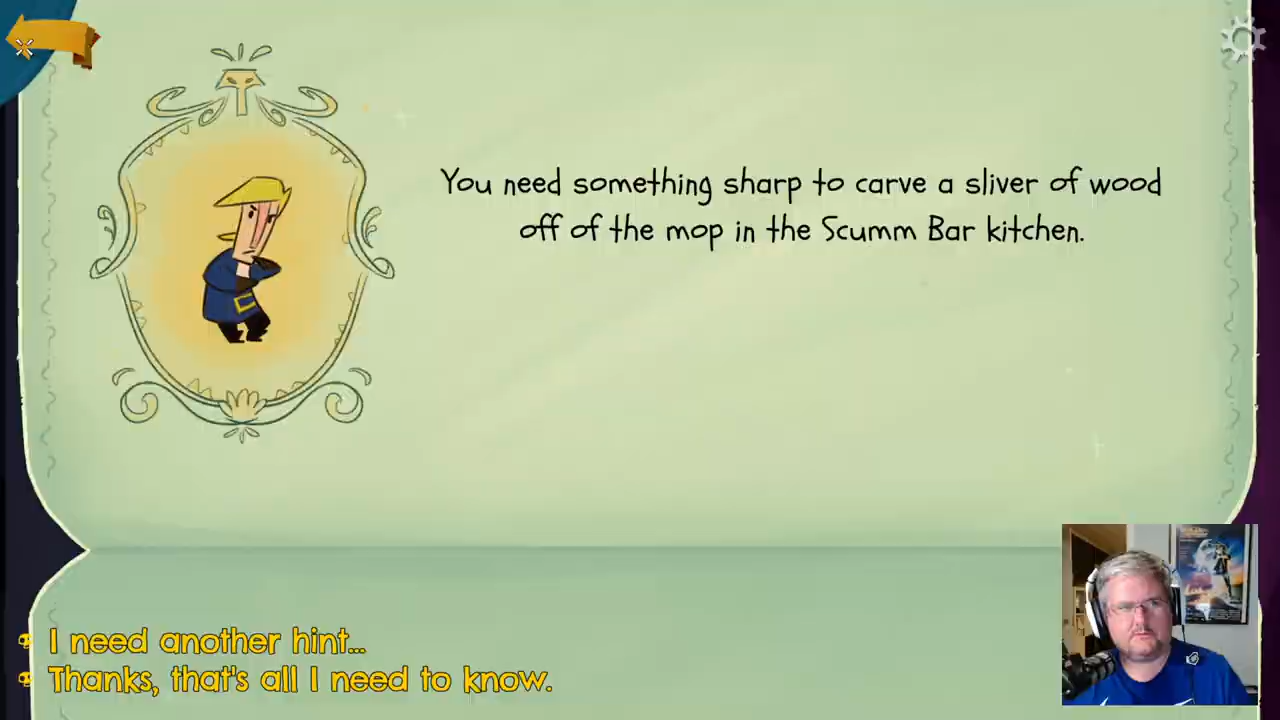 You need something sharp to carve a sliver of wood
off of the mop in the Scumm Bar kitchen.
I need another hint...
Thanks, that's all I need to know.